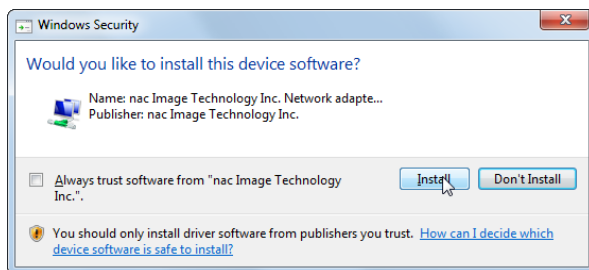 Windows Security
Would you like to install this device software?
Name: nac Image Technology Inc. Network adapte...
Publisher: nac Image Technology Inc.
Always trust software from "nac Image Technology
Inc.".
Install
Don't Install
You should only install driver software from publishers you trust. How can I decide which
device software is safe to install?